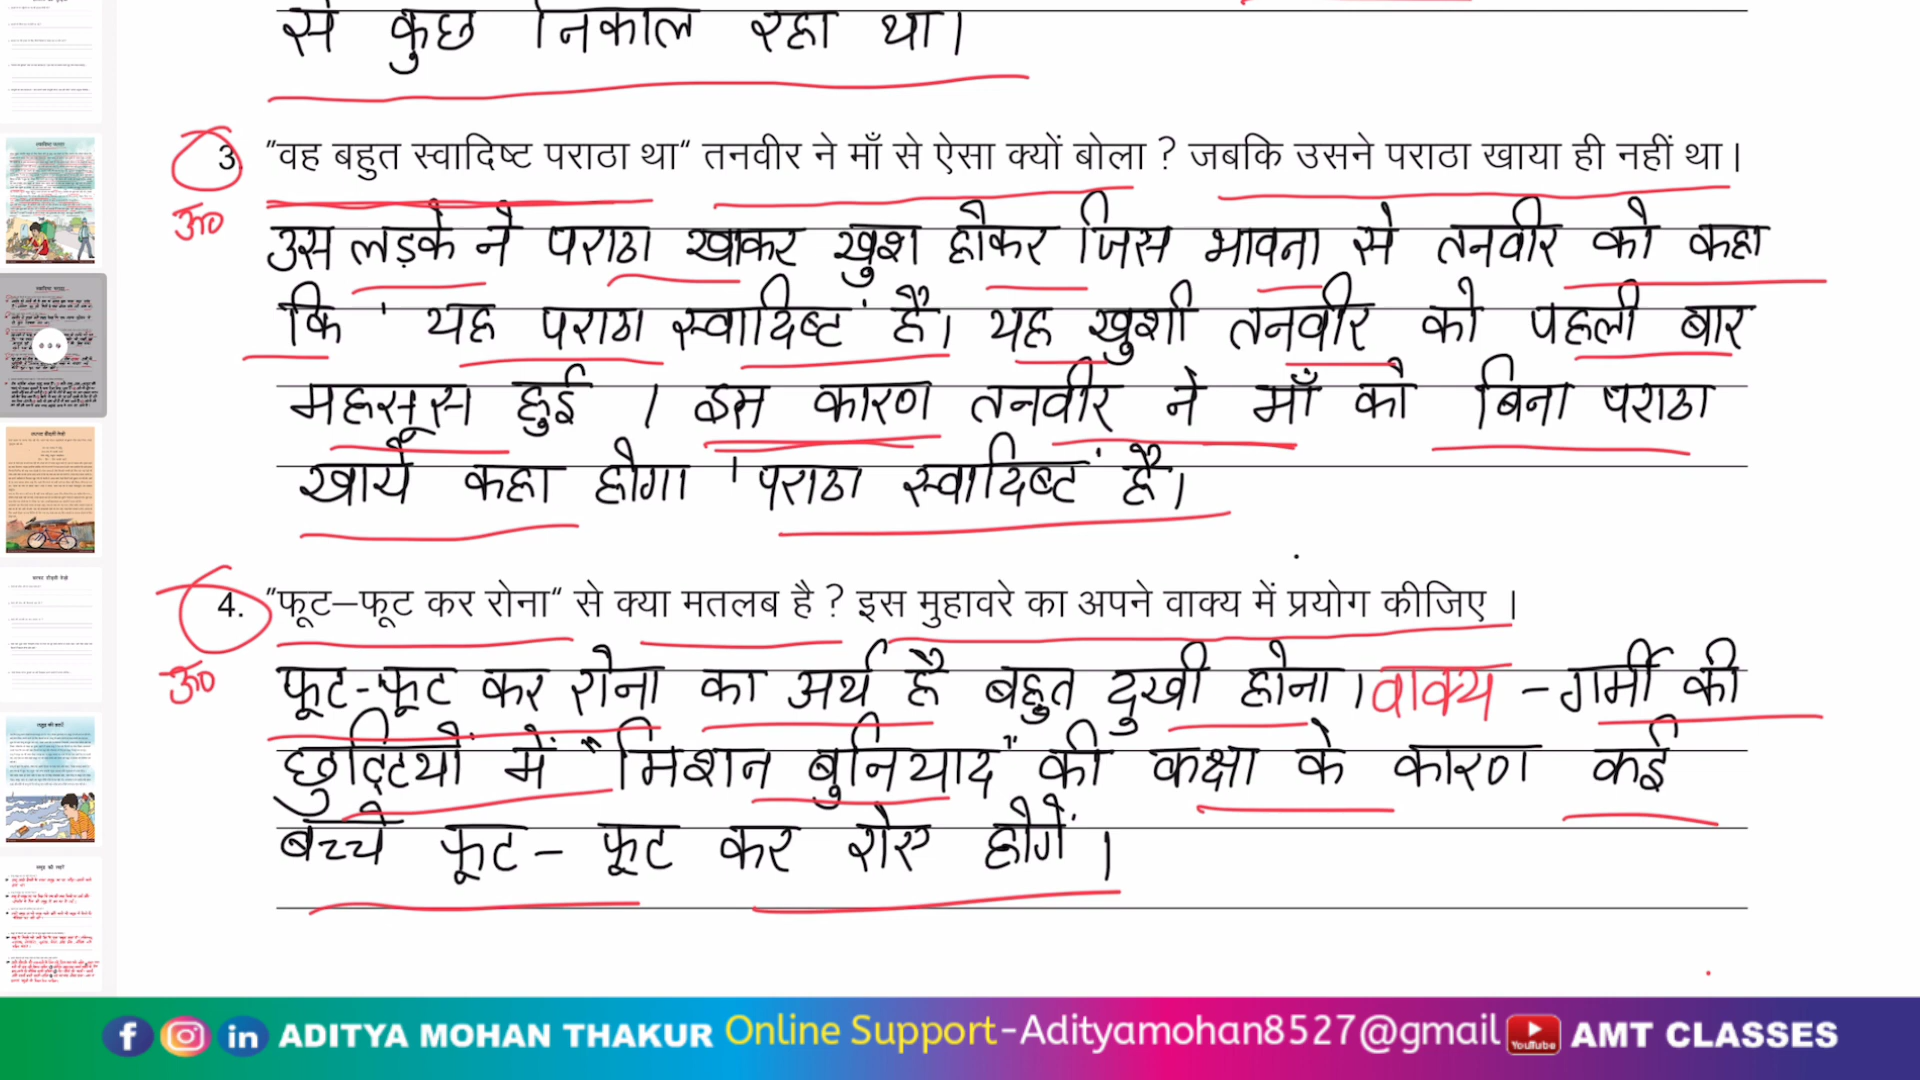 से कुछ निकाल रहा था।
3. "वह बहुत स्वादिष्ट पराठा था" तनवीर ने माँ से ऐसा क्यों बोला ? जबकि उसने पराठा खाया ही नहीं था।
उ० उस लड़के ने पराठा खाकर खुश होकर जिस भावना से तनवीर को कहा
कि ' यह पराठा स्वादिष्ट' है। यह खुशी तनवीर को पहली बार
महसूस हुई । इस कारण तनवीर ने माँ को बिना पराठा
खाये कहा होगा 'पराठा स्वादिष्ट' है।
4. "फूट–फूट कर रोना" से क्या मतलब है ? इस मुहावरे का अपने वाक्य में प्रयोग कीजिए ।
उ० फूट-फूट कर रोना का अर्थ है बहुत दुखी होना। वाक्य - गर्मी की
छुट्टियों में "मिशन बुनियाद" की कक्षा के कारण कई
बच्चे फूट - फूट कर रोए होगें।
f in ADITYA MOHAN THAKUR Online Support-Adityamohan8527@gmail YouTube AMT CLASSES